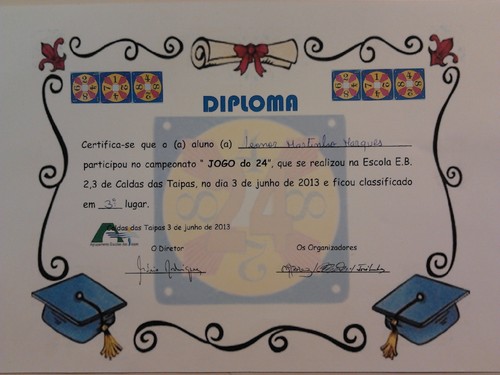 DIPLOMA
Certifica-se que o (a) aluno (a) Leonor Martinho Marques
participou no campeonato " JOGO do 24", que se realizou na Escola E.B.
2,3 de Caldas das Taipas, no dia 3 de junho de 2013 e ficou classificado
em 3º lugar.
Caldas das Taipas 3 de junho de 2013
O Diretor Os Organizadores